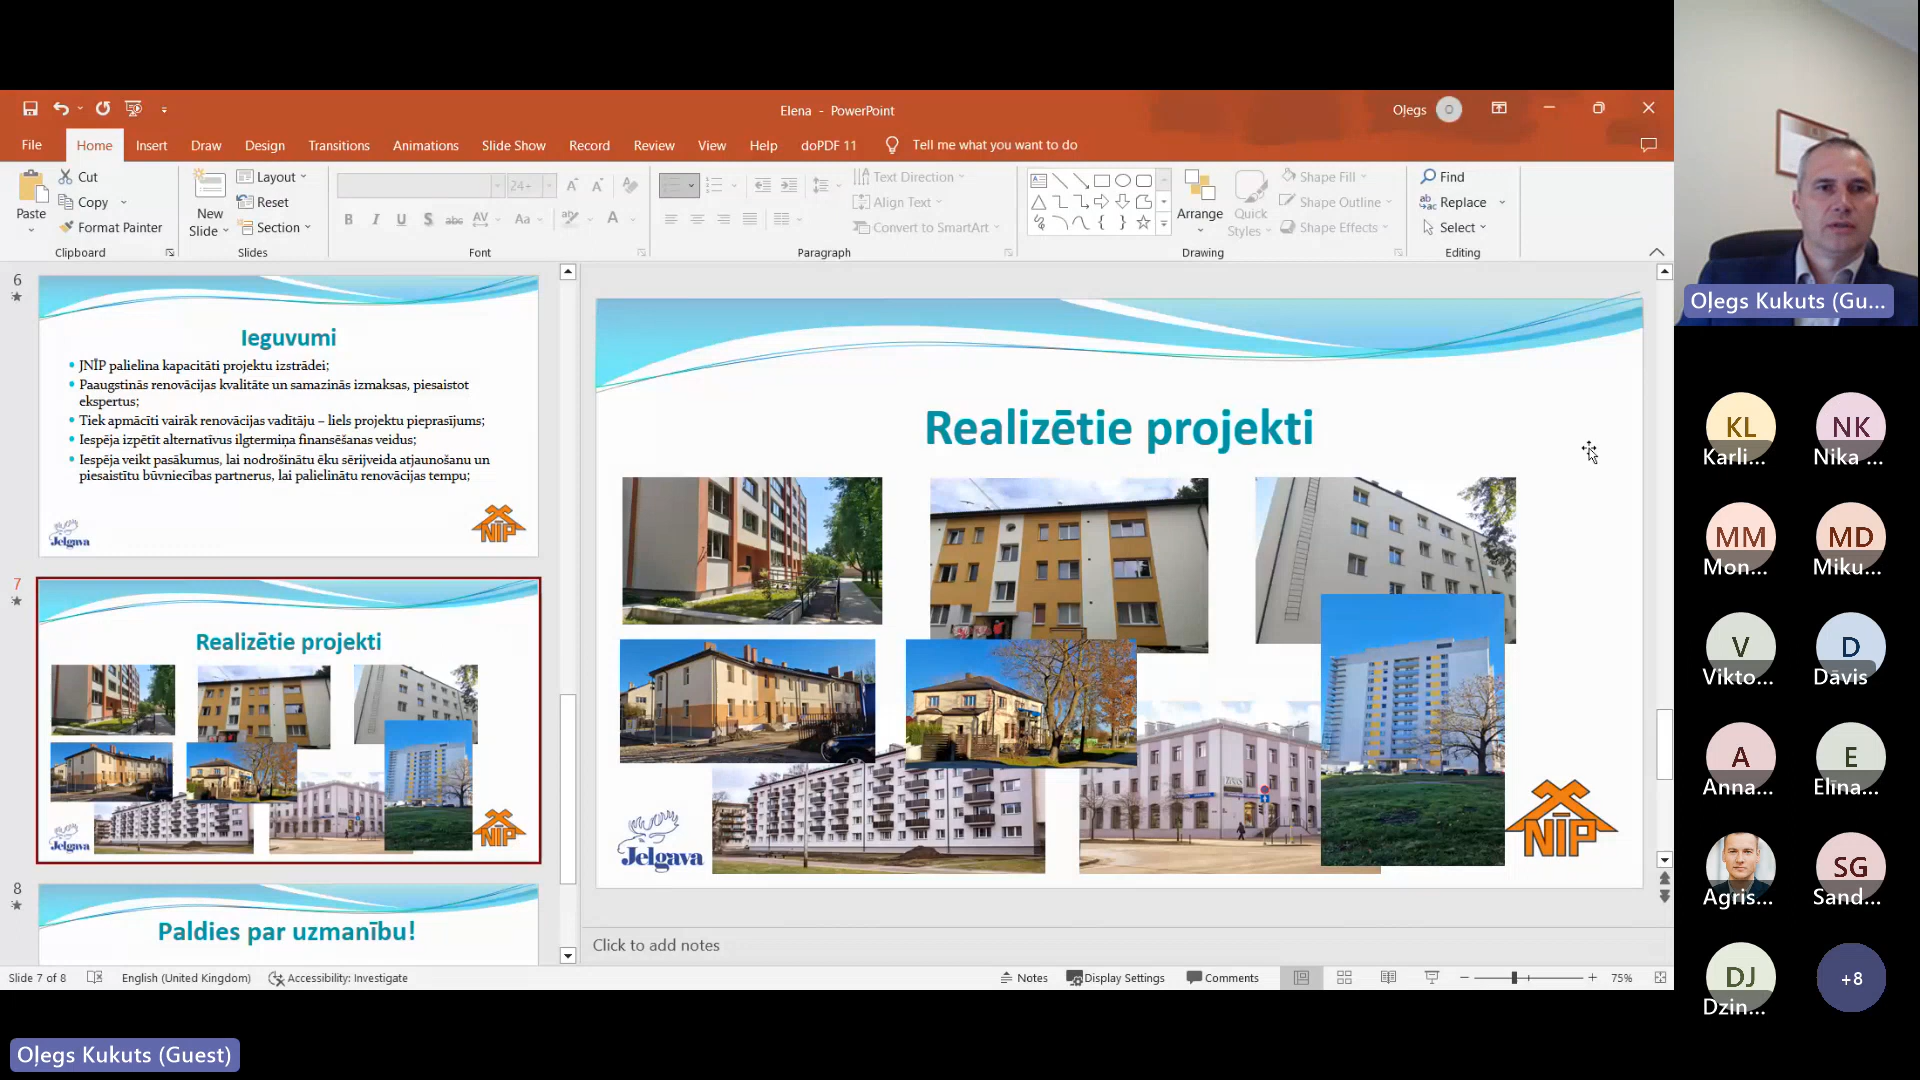 Elena - PowerPoint
Oļegs
O
File
Home
Insert
Draw
Design
Transitions
Animations
Slide Show
Record
Review
View
Help
doPDF 11
Tell me what you want to do
Paste
Cut
Copy
Format Painter
Clipboard
New
Slide
Layout
Reset
Section
Slides
24+
B I U S abc AV Aa A
Font
Paragraph
Text Direction
Align Text
Convert to SmartArt
Arrange
Quick
Styles
Shape Fill
Shape Outline
Shape Effects
Drawing
Find
Replace
Select
Editing
6
Ieguvumi
• JNĪP palielina kapacitāti projektu izstrādei;
• Paaugstinās renovācijas kvalitāte un samazinās izmaksas, piesaistot
ekspertus;
• Tiek apmācīti vairāk renovācijas vadītāju – liels projektu pieprasījums;
• Iespēja izpētīt alternatīvus ilgtermiņa finansēšanas veidus;
• Iespēja veikt pasākumus, lai nodrošinātu ēku sērijveida atjaunošanu un
piesaistītu būvniecības partnerus, lai palielinātu renovācijas tempu;
Jelgava
NĪP
7
Realizētie projekti
Jelgava
NĪP
8
Paldies par uzmanību!
Realizētie projekti
Jelgava
NĪP
Click to add notes
Slide 7 of 8
English (United Kingdom)
Accessibility: Investigate
Notes
Display Settings
Comments
75%
Oļegs Kukuts (Gu...
KL
Karli...
NK
Nika ...
MM
Mon...
MD
Miku...
V
Vikto...
D
Dāvis
A
Anna...
E
Elīna...
Agris...
SG
Sand...
DJ
Dzin...
+8
Oļegs Kukuts (Guest)